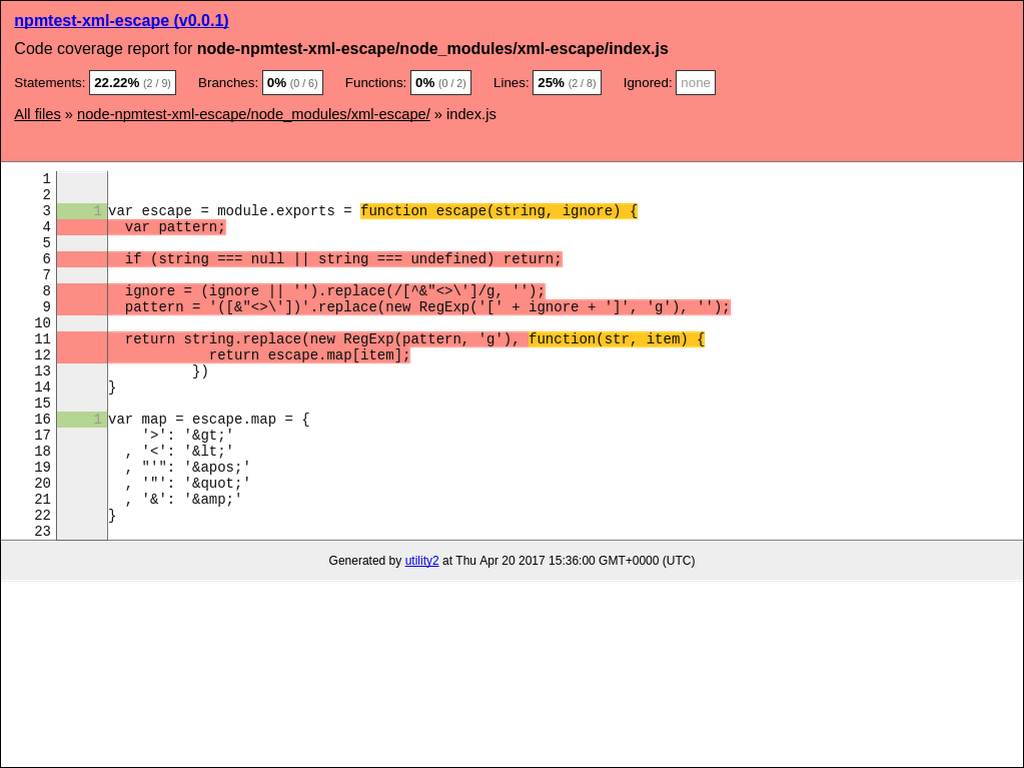 npmtest-xml-escape (v0.0.1)
Code coverage report for node-npmtest-xml-escape/node_modules/xml-escape/index.js
Statements: 22.22% (2 / 9) Branches: 0% (0 / 6) Functions: 0% (0 / 2) Lines: 25% (2 / 8) Ignored: none
All files » node-npmtest-xml-escape/node_modules/xml-escape/ » index.js
1
2
3 1 var escape = module.exports = function escape(string, ignore) {
4   var pattern;
5
6   if (string === null || string === undefined) return;
7
8   ignore = (ignore || '').replace(/[^&"<>\']/g, '');
9   pattern = '([&"<>\'])'.replace(new RegExp('[' + ignore + ']', 'g'), '');
10
11   return string.replace(new RegExp(pattern, 'g'), function(str, item) {
12             return escape.map[item];
13           })
14 }
15
16 1 var map = escape.map = {
17     '>': '&gt;'
18   , '<': '&lt;'
19   , "'": '&apos;'
20   , '"': '&quot;'
21   , '&': '&amp;'
22 }
23
Generated by utility2 at Thu Apr 20 2017 15:36:00 GMT+0000 (UTC)